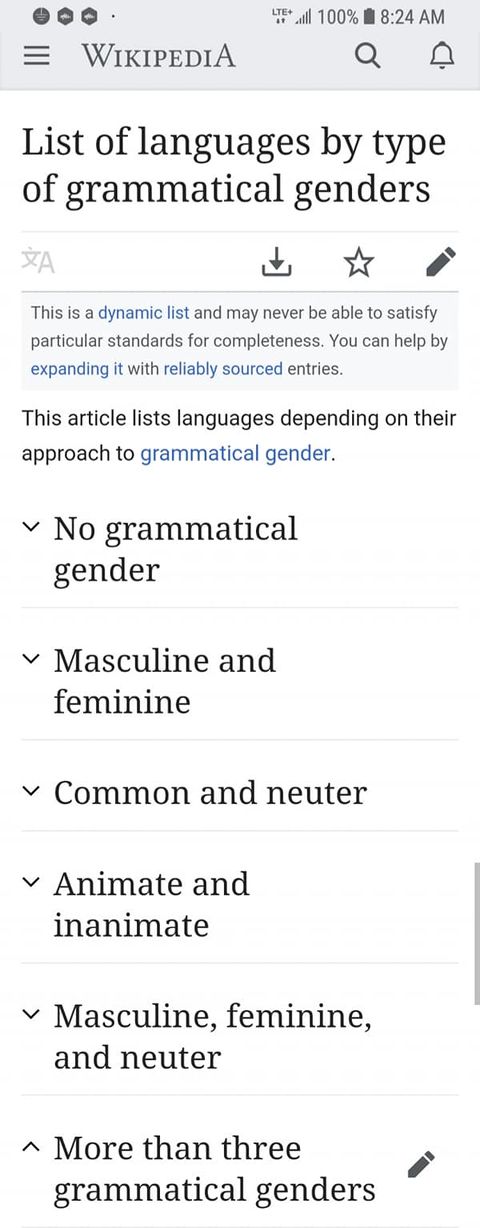 LTE+ 100% 8:24 AM
WIKIPEDIA
List of languages by type
of grammatical genders
文A
This is a dynamic list and may never be able to satisfy
particular standards for completeness. You can help by
expanding it with reliably sourced entries.
This article lists languages depending on their
approach to grammatical gender.
No grammatical
gender
Masculine and
feminine
Common and neuter
Animate and
inanimate
Masculine, feminine,
and neuter
More than three
grammatical genders